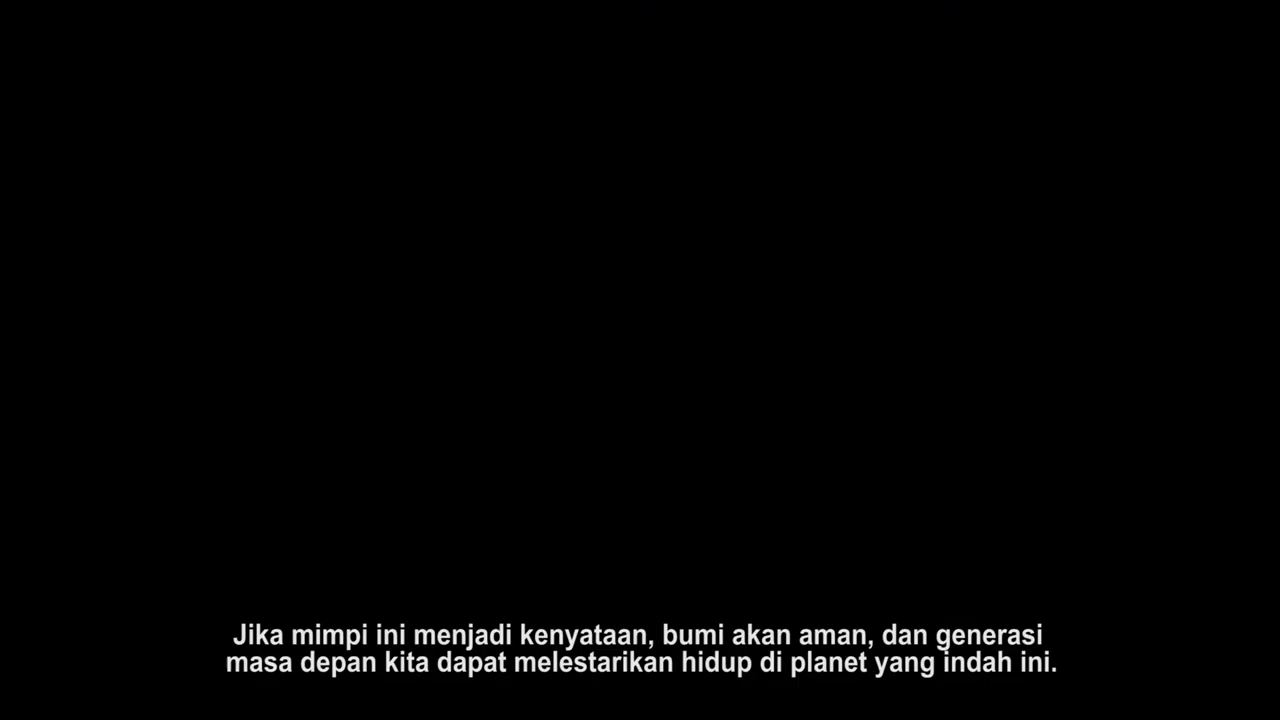 Jika mimpi ini menjadi kenyataan, bumi akan aman, dan generasi
masa depan kita dapat melestarikan hidup di planet yang indah ini.